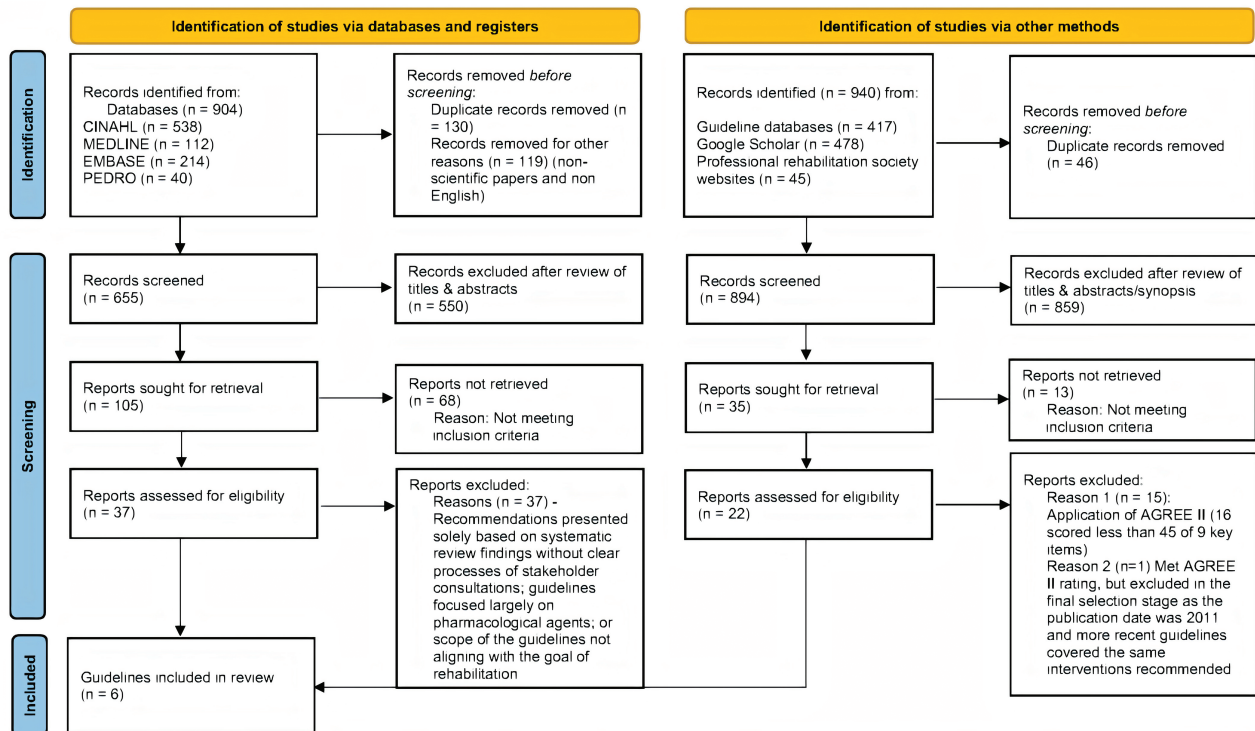 Identification of studies via databases and registers
Identification of studies via other methods
Identification
Records identified from:
Databases (n = 904)
CINAHL (n = 538)
MEDLINE (n = 112)
EMBASE (n = 214)
PEDRO (n = 40)
Records removed before
screening:
Duplicate records removed (n
= 130)
Records removed for other
reasons (n = 119) (non-
scientific papers and non
English)
Records identified (n = 940) from:
Guideline databases (n = 417)
Google Scholar (n = 478)
Professional rehabilitation society
websites (n = 45)
Records removed before
screening:
Duplicate records removed
(n = 46)
Screening
Records screened
(n = 655)
Records excluded after review of
titles & abstracts
(n = 550)
Records screened
(n = 894)
Records excluded after review of
titles & abstracts/synopsis
(n = 859)
Reports sought for retrieval
(n = 105)
Reports not retrieved
(n = 68)
Reason: Not meeting
inclusion criteria
Reports sought for retrieval
(n = 35)
Reports not retrieved
(n = 13)
Reason: Not meeting
inclusion criteria
Reports assessed for eligibility
(n = 37)
Reports excluded:
Reasons (n = 37) -
Recommendations presented
solely based on systematic
review findings without clear
processes of stakeholder
consultations; guidelines
focused largely on
pharmacological agents; or
scope of the guidelines not
aligning with the goal of
rehabilitation
Reports assessed for eligibility
(n = 22)
Reports excluded:
Reason 1 (n = 15):
Application of AGREE II (16
scored less than 45 of 9 key
items)
Reason 2 (n=1) Met AGREE
II rating, but excluded in the
final selection stage as the
publication date was 2011
and more recent guidelines
covered the same
interventions recommended
Included
Guidelines included in review
(n = 6)